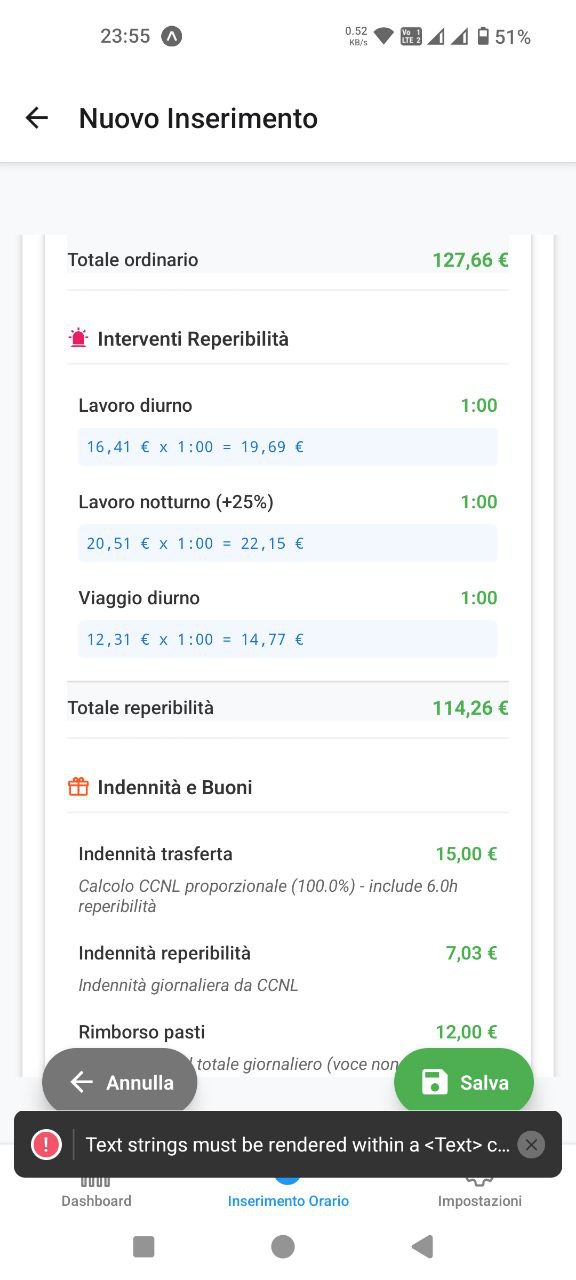 23:55
0.52
KB/s
Vo 1
LTE 2
51%
Nuovo Inserimento
Totale ordinario 127,66 €
Interventi Reperibilità
Lavoro diurno 1:00
16,41 € x 1:00 = 19,69 €
Lavoro notturno (+25%) 1:00
20,51 € x 1:00 = 22,15 €
Viaggio diurno 1:00
12,31 € x 1:00 = 14,77 €
Totale reperibilità 114,26 €
Indennità e Buoni
Indennità trasferta 15,00 €
Calcolo CCNL proporzionale (100.0%) - include 6.0h
reperibilità
Indennità reperibilità 7,03 €
Indennità giornaliera da CCNL
Rimborso pasti 12,00 €
totale giornaliero (voce non
Annulla
Salva
! Text strings must be rendered within a <Text> c...
Dashboard
Inserimento Orario
Impostazioni